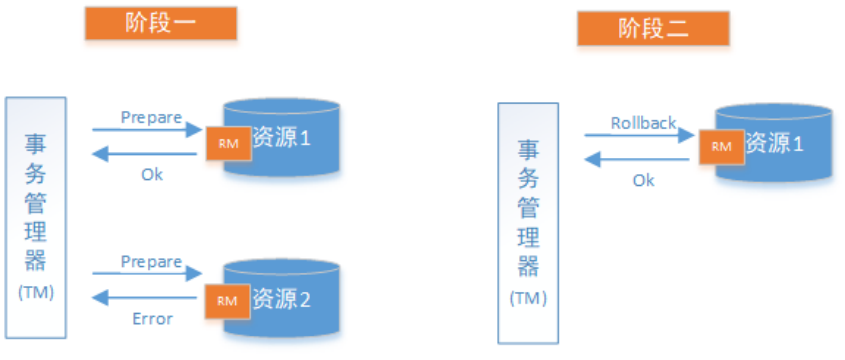 阶段一
事务管理器
(TM)
Prepare
Ok
RM
资源1
Prepare
Error
RM
资源2
阶段二
事务管理器
(TM)
Rollback
Ok
RM
资源1